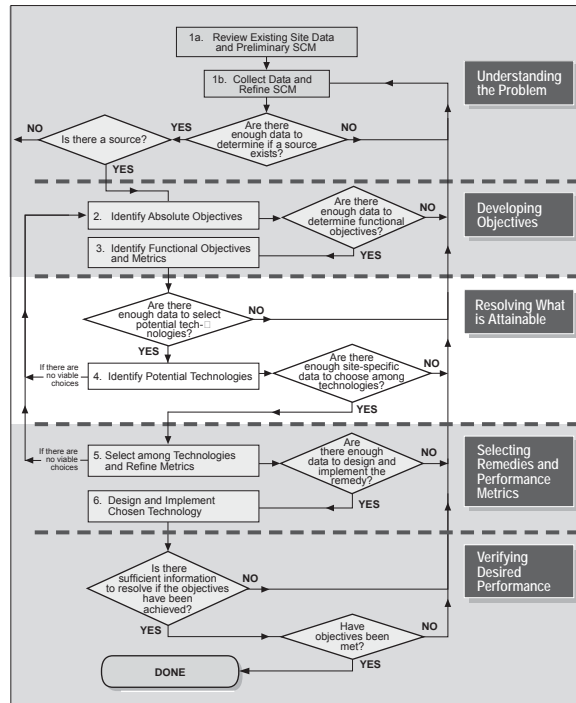 1a. Review Existing Site Data
and Preliminary SCM
1b. Collect Data and
Refine SCM
Understanding
the Problem
NO
Is there a source?
YES
Are there
enough data to
determine if a source
exists?
NO
YES
2. Identify Absolute Objectives
Are there
enough data to
determine functional
objectives?
NO
YES
Developing
Objectives
3. Identify Functional Objectives
and Metrics
Are there
enough data to select
potential tech-□
nologies?
NO
YES
Resolving What
is Attainable
If there are
no viable
choices
4. Identify Potential Technologies
Are there
enough site-specific
data to choose among
technologies?
NO
YES
If there are
no viable
choices
5. Select among Technologies
and Refine Metrics
Are
there enough
data to design and
implement the
remedy?
NO
YES
Selecting
Remedies and
Performance
Metrics
6. Design and Implement
Chosen Technology
Is there
sufficient information
to resolve if the objectives
have been
achieved?
NO
YES
Verifying
Desired
Performance
Have
objectives been
met?
NO
YES
DONE